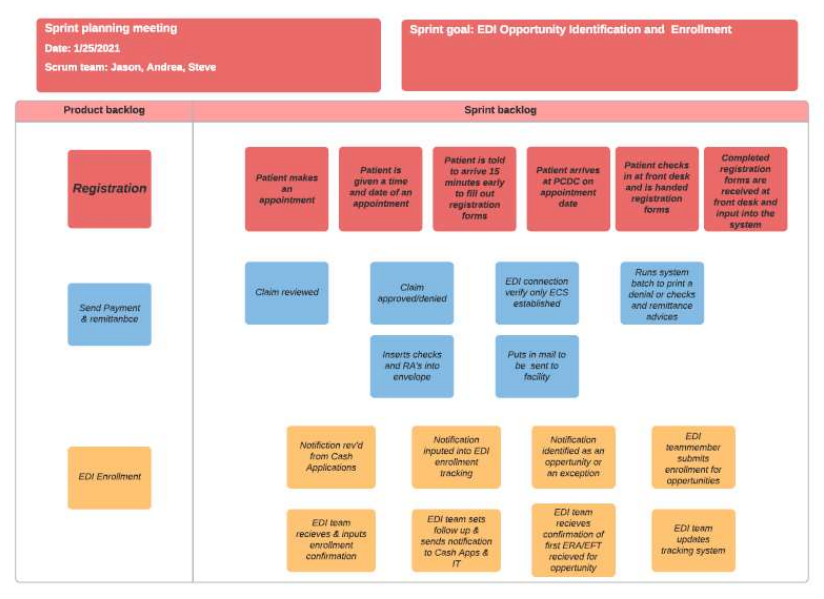 Sprint planning meeting
Date: 1/25/2021
Scrum team: Jason, Andrea, Steve
Sprint goal: EDI Opportunity Identification and Enrollment
Product backlog
Sprint backlog
Registration
Patient makes
an
appointment
Patient is
given a time
and date of an
appointment
Patient is told
to arrive 15
minutes early
to fill out
registration
forms
Patient arrives
at PCDC on
appointment
date
Patient checks
in at front desk
and is handed
registration
forms
Completed
registration
forms are
received at
front desk and
input into the
system
Send Payment
& remittanbce
Claim reviewed
Claim
approved/denied
EDI connection
verify only ECS
established
Runs system
batch to print a
denial or checks
and remittance
advices
Inserts checks
and RA's into
envelope
Puts in mail to
be sent to
facility
EDI Enrollment
Notifiction rev'd
from Cash
Applications
Notification
inputed into EDI
enrollment
tracking
Notification
identified as an
opportunity or
an exception
EDI
teammember
submits
enrollment for
oppertunities
EDI team
recieves & inputs
enrollment
confirmation
EDI team sets
follow up &
sends notification
to Cash Apps &
IT
EDI team
recieves
confirmation of
first ERA/EFT
recieved for
oppertunity
EDI team
updates
tracking system